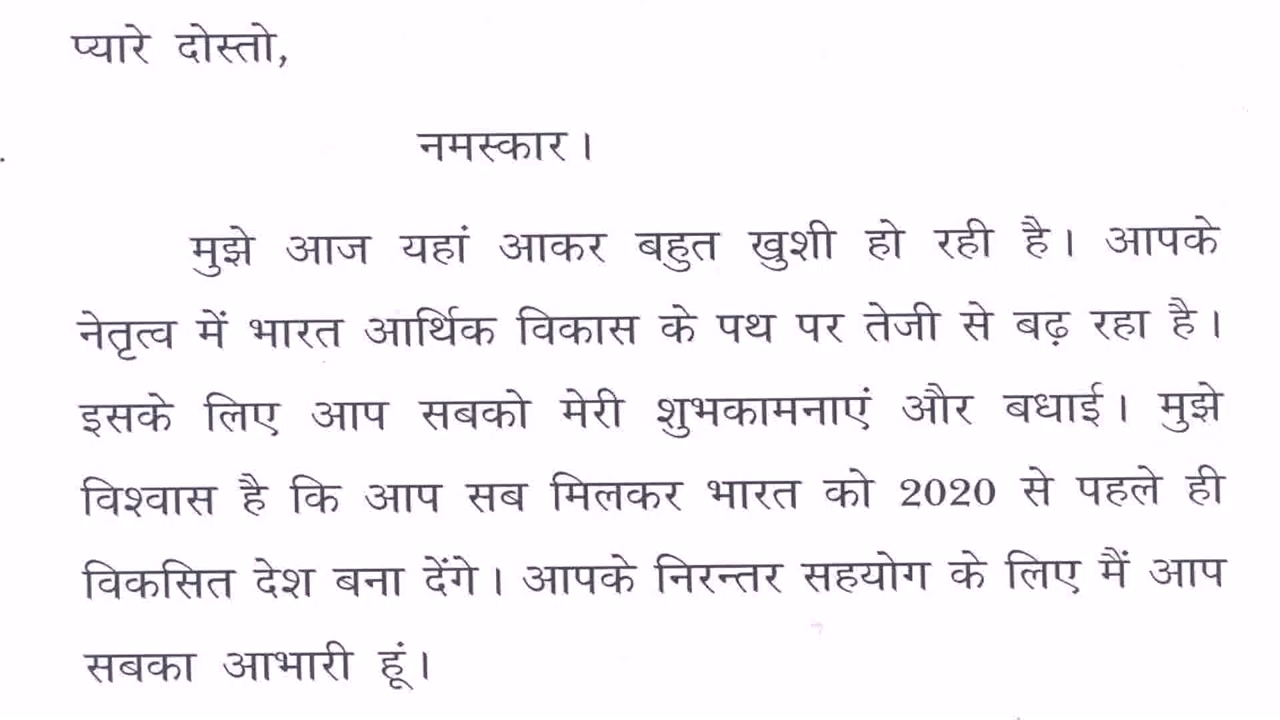 प्यारे दोस्तो,
नमस्कार।
मुझे आज यहां आकर बहुत खुशी हो रही है। आपके
नेतृत्व में भारत आर्थिक विकास के पथ पर तेजी से बढ़ रहा है।
इसके लिए आप सबको मेरी शुभकामनाएं और बधाई। मुझे
विश्वास है कि आप सब मिलकर भारत को 2020 से पहले ही
विकसित देश बना देंगे। आपके निरन्तर सहयोग के लिए मैं आप
सबका आभारी हूं।